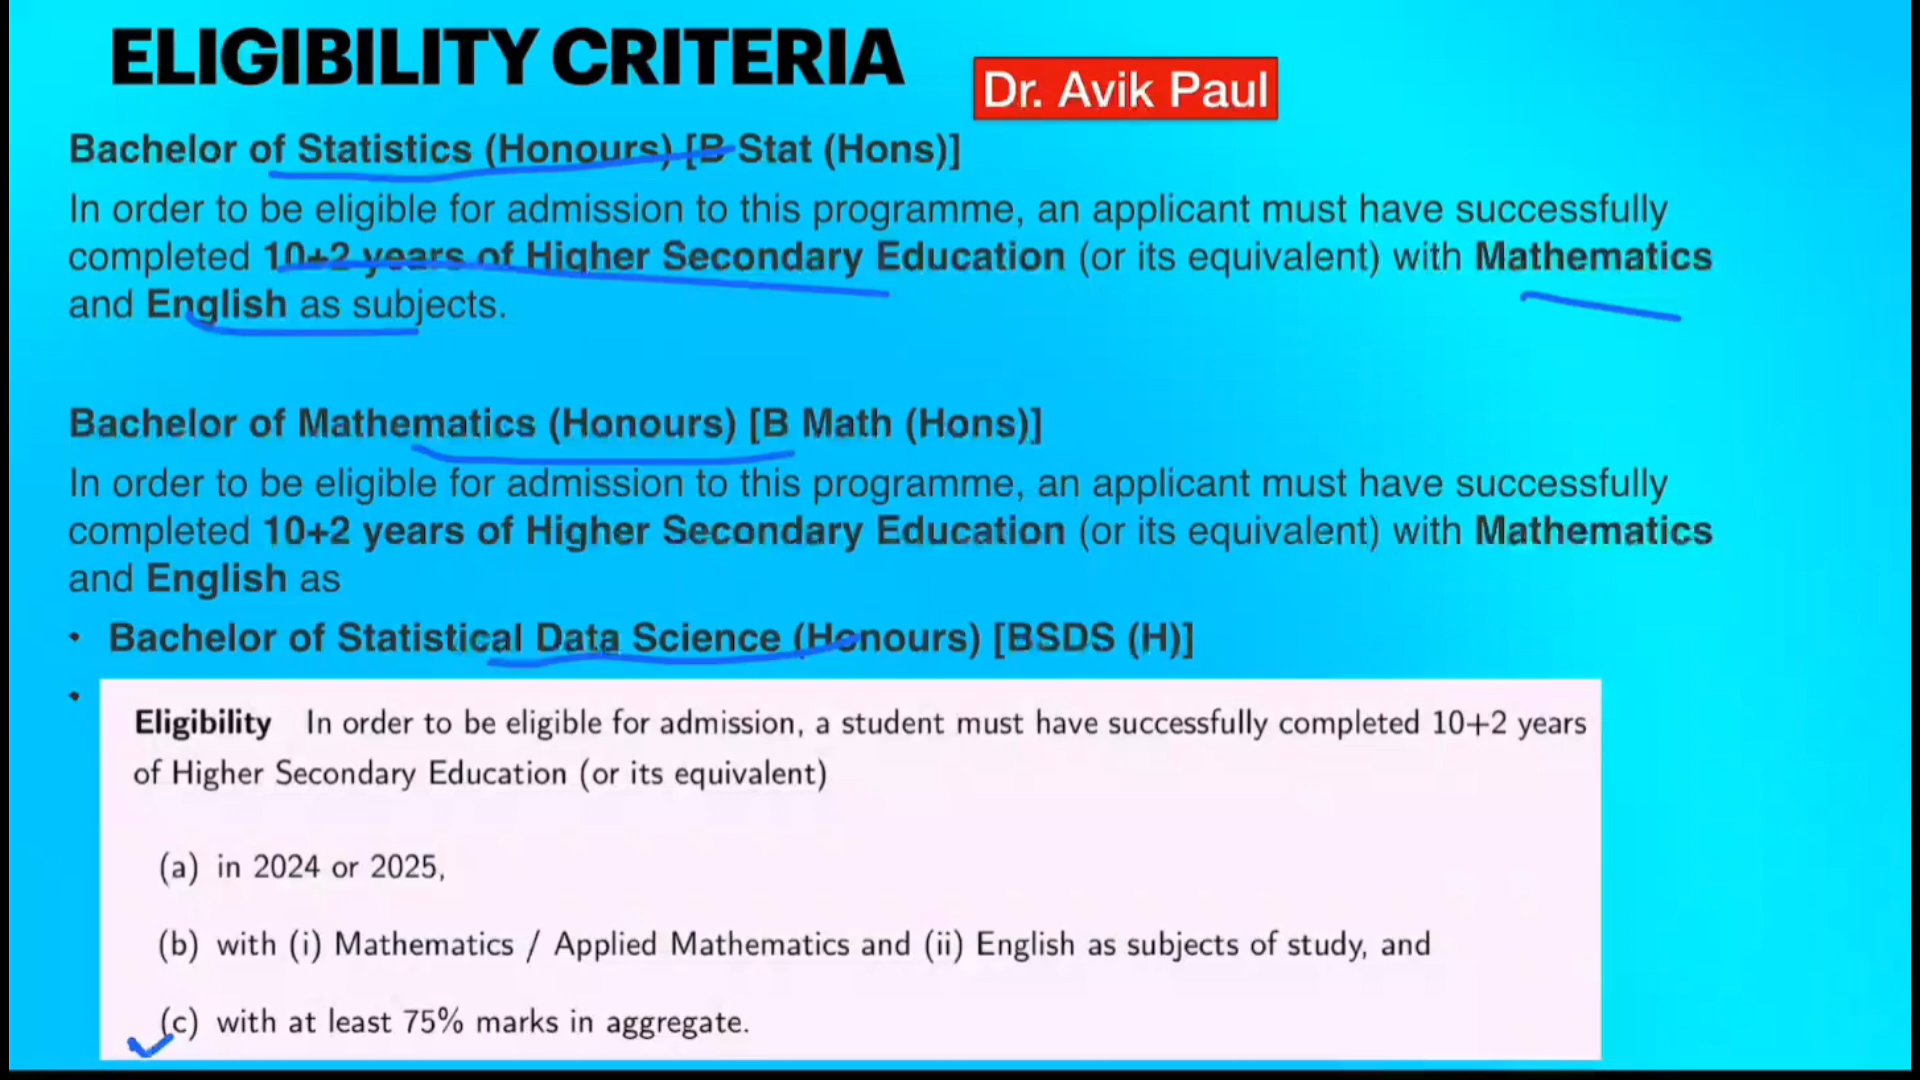 ELIGIBILITY CRITERIA
Dr. Avik Paul
Bachelor of Statistics (Honours) [B Stat (Hons)]
In order to be eligible for admission to this programme, an applicant must have successfully
completed 10+2 years of Higher Secondary Education (or its equivalent) with Mathematics
and English as subjects.
Bachelor of Mathematics (Honours) [B Math (Hons)]
In order to be eligible for admission to this programme, an applicant must have successfully
completed 10+2 years of Higher Secondary Education (or its equivalent) with Mathematics
and English as
• Bachelor of Statistical Data Science (Honours) [BSDS (H)]
•
Eligibility In order to be eligible for admission, a student must have successfully completed 10+2 years
of Higher Secondary Education (or its equivalent)
(a) in 2024 or 2025,
(b) with (i) Mathematics / Applied Mathematics and (ii) English as subjects of study, and
(c) with at least 75% marks in aggregate.